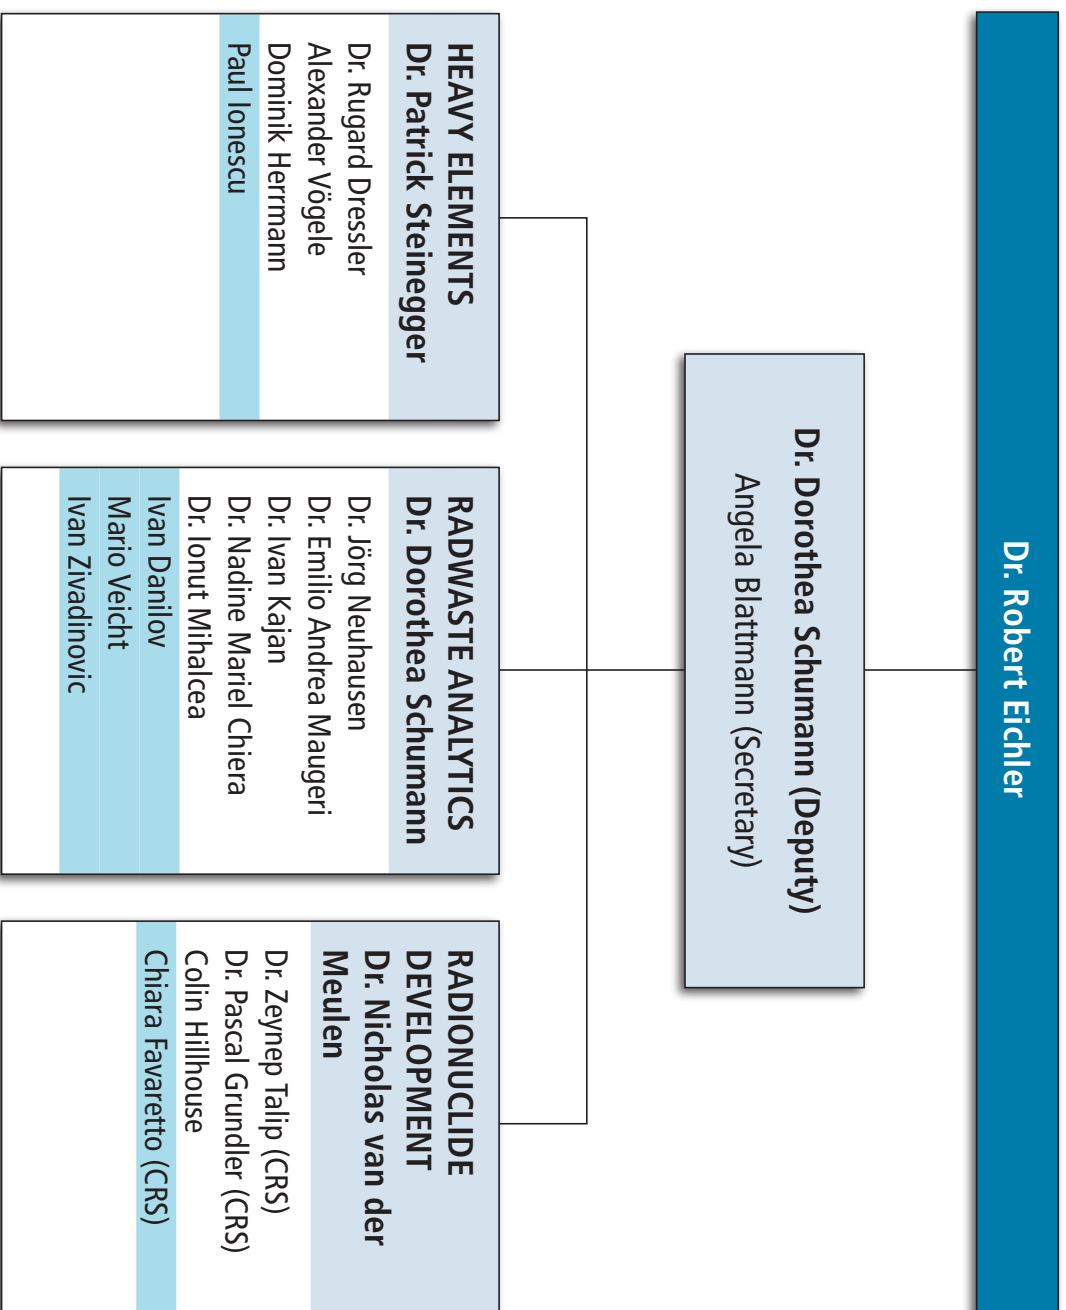 Dr. Robert Eichler
Dr. Dorothea Schumann (Deputy)
Angela Blattmann (Secretary)
HEAVY ELEMENTS
Dr. Patrick Steinegger
Dr. Rugard Dressler
Alexander Vögele
Dominik Herrmann
Paul Ionescu
RADWASTE ANALYTICS
Dr. Dorothea Schumann
Dr. Jörg Neuhausen
Dr. Emilio Andrea Maugeri
Dr. Ivan Kajan
Dr. Nadine Mariel Chiera
Dr. Ionut Mihalcea
Ivan Danilov
Mario Veicht
Ivan Zivadinovic
RADIONUCLIDE
DEVELOPMENT
Dr. Nicholas van der
Meulen
Dr. Zeynep Talip (CRS)
Dr. Pascal Grundler (CRS)
Colin Hillhouse
Chiara Favaretto (CRS)